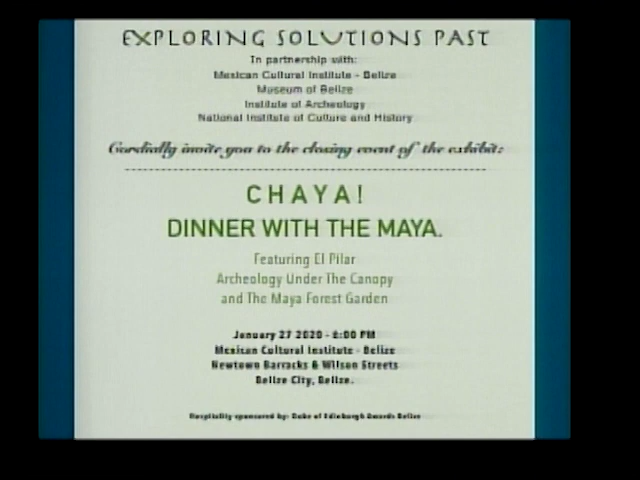 EXPLORING SOLUTIONS PAST
In partnership with:
Mexican Cultural Institute - Belize
Museum of Belize
Institute of Archeology
National Institute of Culture and History
Cordially invite you to the closing event of the exhibit:
CHAYA!
DINNER WITH THE MAYA.
Featuring El Pilar
Archeology Under The Canopy
and The Maya Forest Garden
January 27 2020 - 6:00 PM
Mexican Cultural Institute - Belize
Newtown Barracks & Wilson Streets
Belize City, Belize.
Hospitality sponsored by: Duke of Edinburgh Awards Belize